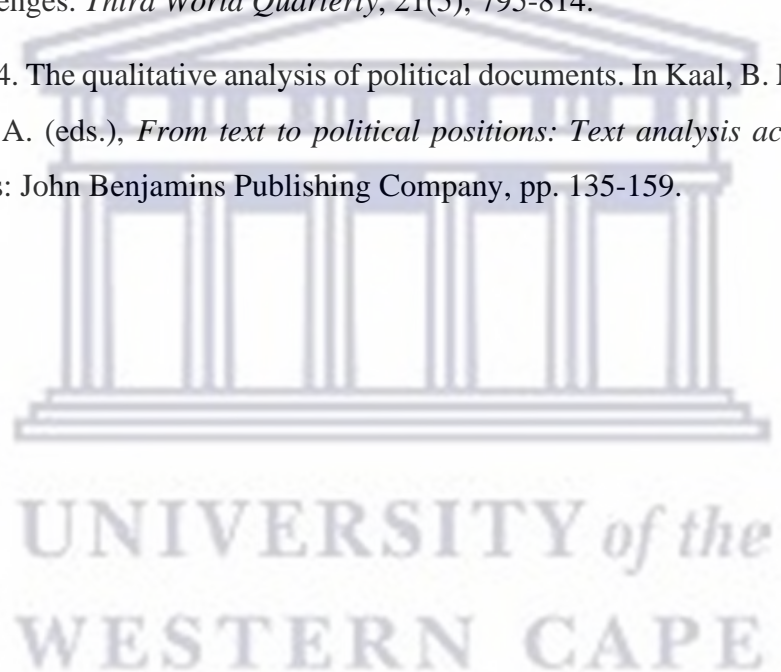 enges. Third World Quarterly, 21(5), 795-814.
4. The qualitative analysis of political documents. In Kaal, B. I
A. (eds.), From text to political positions: Text analysis ac
s: John Benjamins Publishing Company, pp. 135-159.
UNIVERSITY of the
WESTERN CAPE